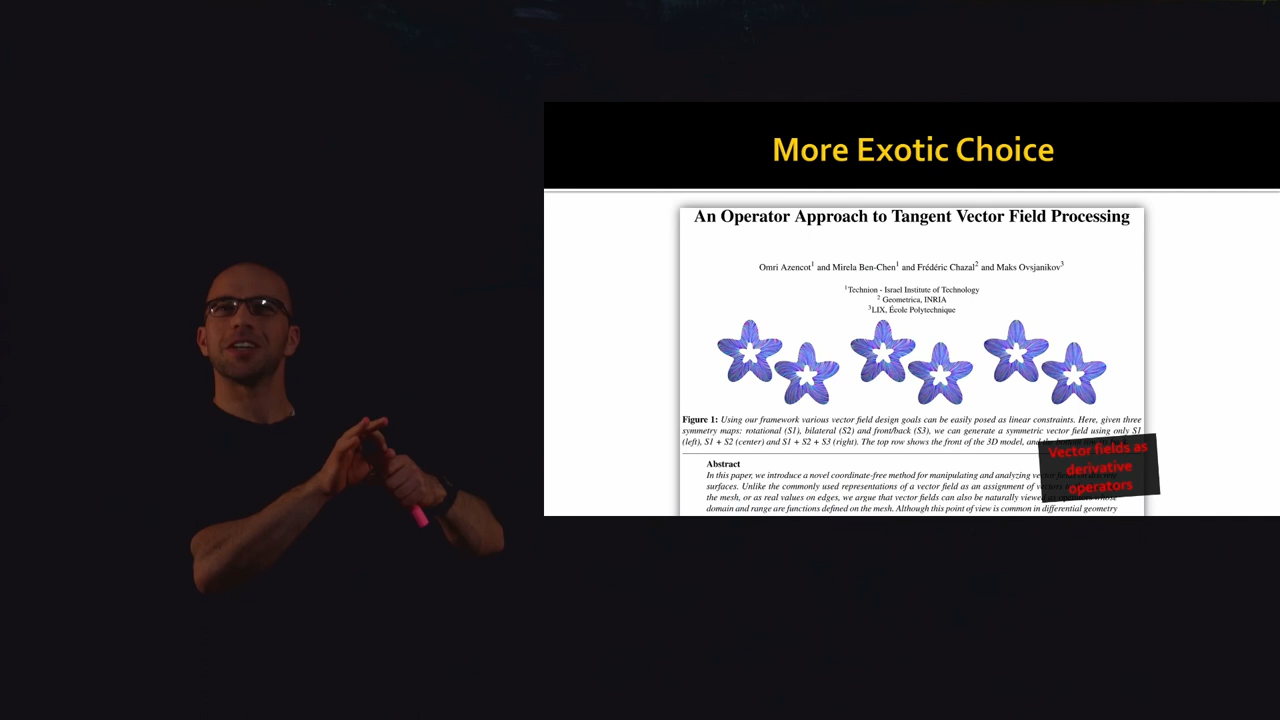 More Exotic Choice
An Operator Approach to Tangent Vector Field Processing
Omri Azencot1 and Mirela Ben-Chen1 and Frédéric Chazal2 and Maks Ovsjanikov3
1Technion - Israel Institute of Technology
2 Geometrica, INRIA
3LIX, École Polytechnique
Figure 1: Using our framework various vector field design goals can be easily posed as linear constraints. Here, given three
symmetry maps: rotational (S1), bilateral (S2) and front/back (S3), we can generate a symmetric vector field using only S1
(left), S1 + S2 (center) and S1 + S2 + S3 (right). The top row shows the front of the 3D model, and the
Abstract
In this paper, we introduce a novel coordinate-free method for manipulating and analyzing vector
surfaces. Unlike the commonly used representations of a vector field as an assignment of
the mesh, or as real values on edges, we argue that vector fields can also be naturally viewed
domain and range are functions defined on the mesh. Although this point of view is common in differential geometry
Vector fields as
derivative
operators